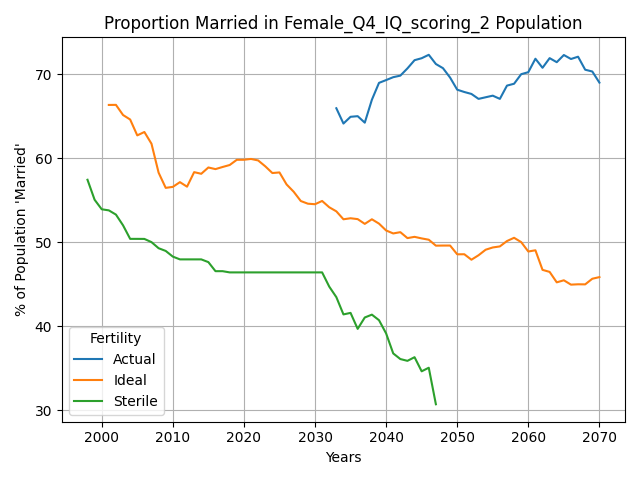 Proportion Married in Female_Q4_IQ_scoring_2 Population
% of Population "Married'
70
60
50
40
30
Fertility
Actual
Ideal
Sterile
2000 2010 2020 2030 2040 2050 2060 2070
Years